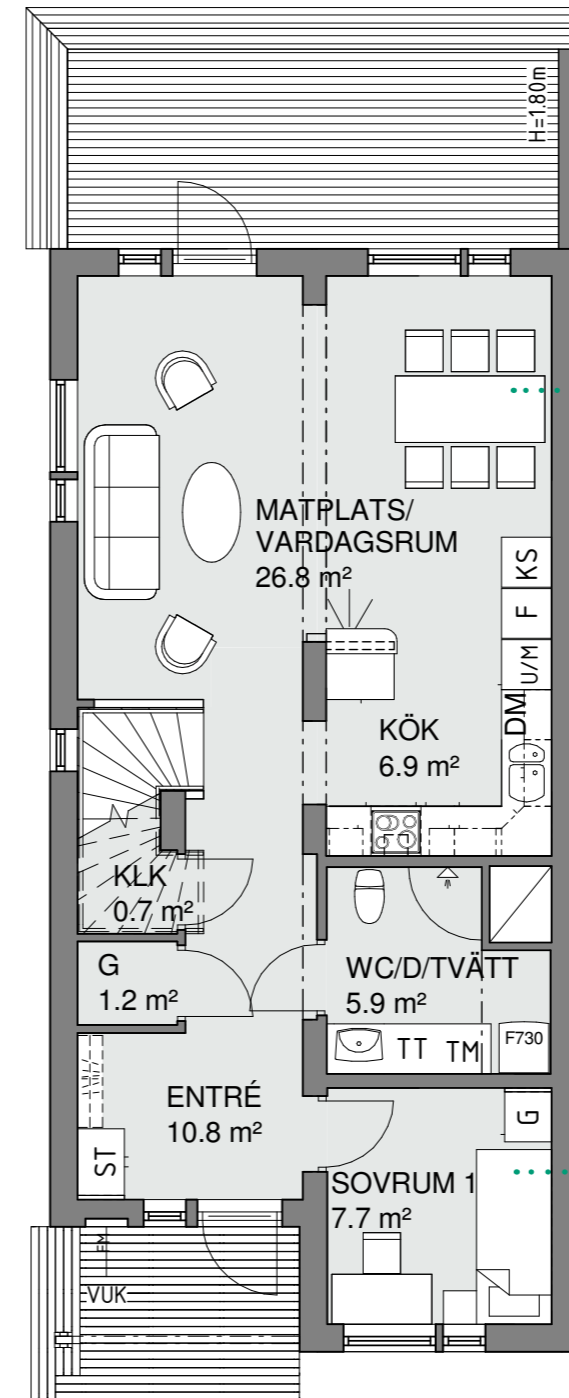 H=1.80m
MATPLATS/
VARDAGSRUM
26.8 m²
KS
F
U/M
DM
KÖK
6.9 m²
KLK
0.7 m²
G
1.2 m²
WC/D/TVÄTT
5.9 m²
TT TM
F730
ENTRÉ
10.8 m²
ST
G
SOVRUM 1
7.7 m²
FM
VUK